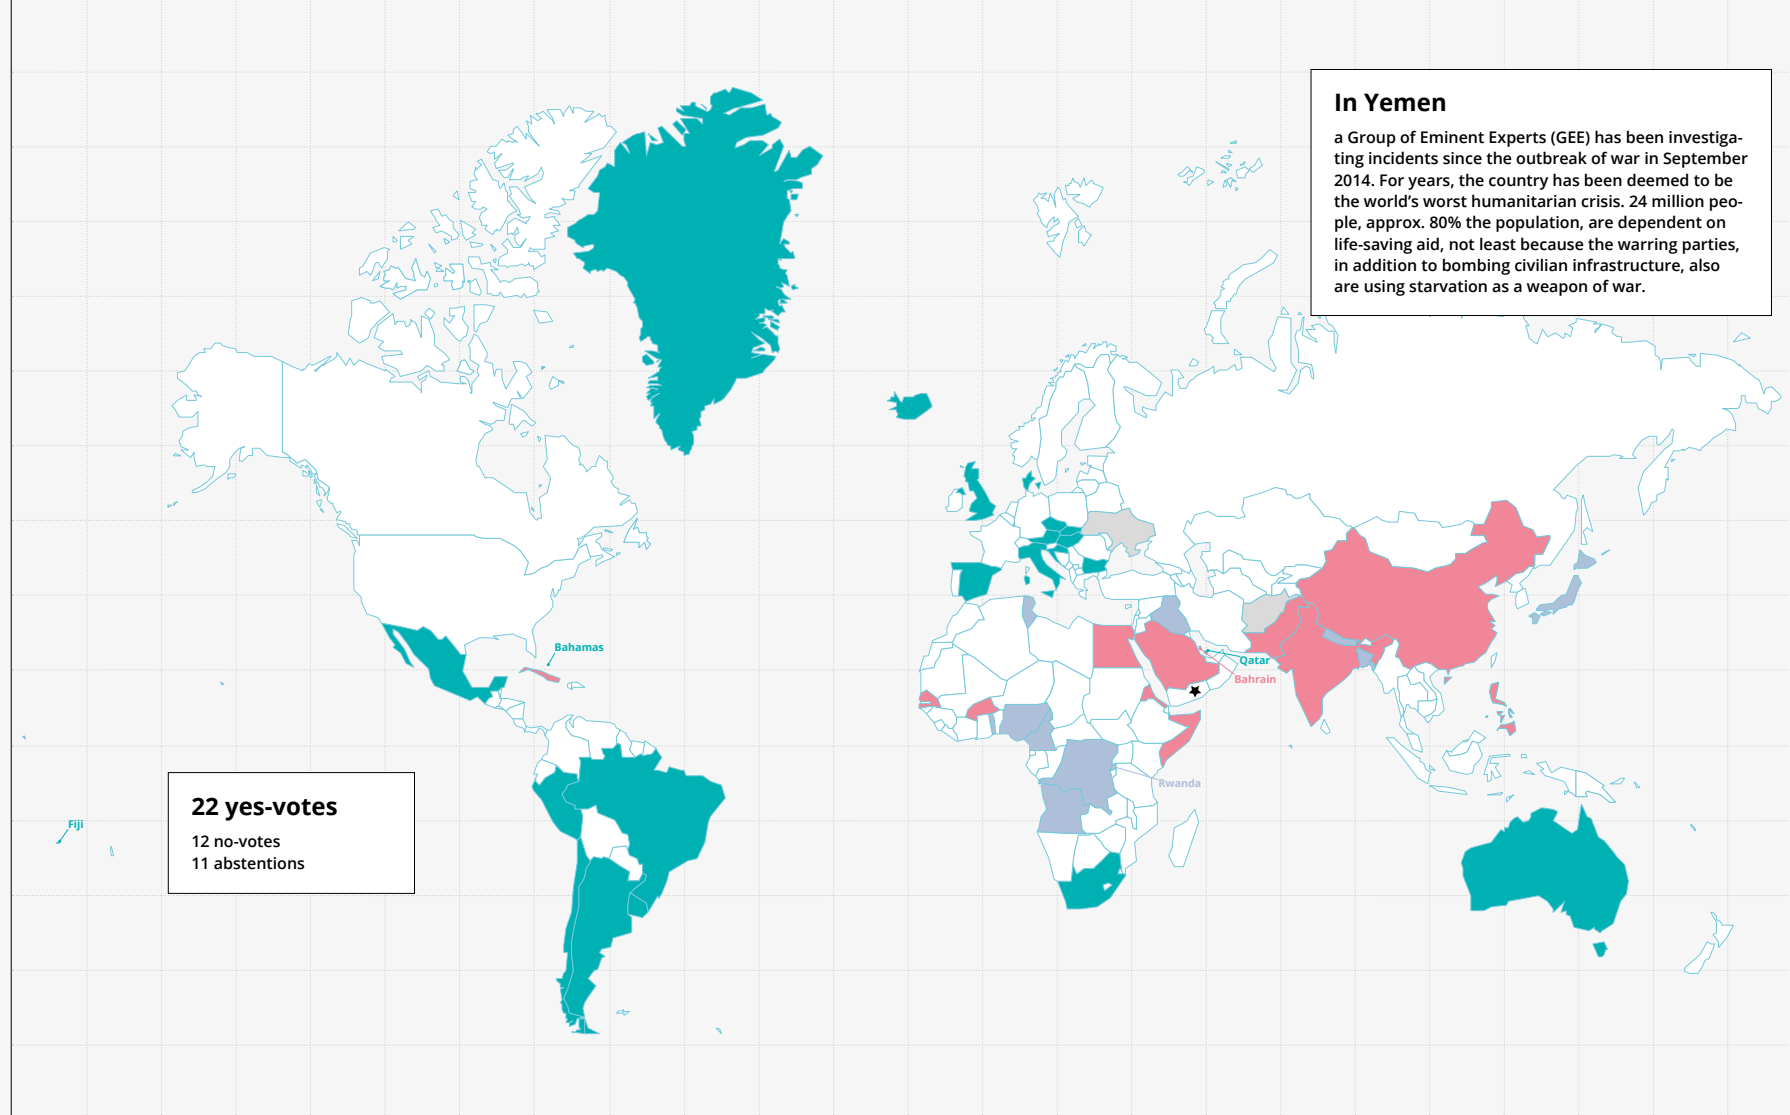 In Yemen
a Group of Eminent Experts (GEE) has been investiga-
ting incidents since the outbreak of war in September
2014. For years, the country has been deemed to be
the world's worst humanitarian crisis. 24 million peo-
ple, approx. 80% the population, are dependent on
life-saving aid, not least because the warring parties,
in addition to bombing civilian infrastructure, also
are using starvation as a weapon of war.
Bahamas
Qatar
Bahrain
Rwanda
22 yes-votes
12 no-votes
11 abstentions
Fiji